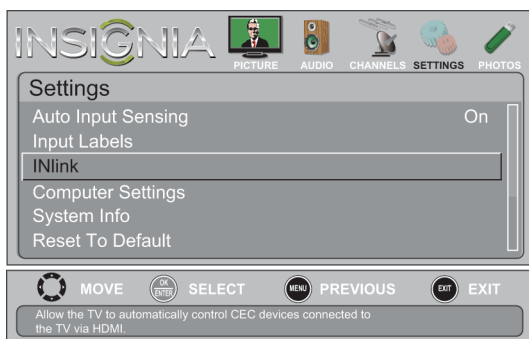 INSIGNIA
PICTURE AUDIO CHANNELS SETTINGS PHOTOS
Settings
Auto Input Sensing On
Input Labels
INlink
Computer Settings
System Info
Reset To Default
MOVE OK ENTER SELECT MENU PREVIOUS EXIT EXIT
Allow the TV to automatically control CEC devices connected to
the TV via HDMI.